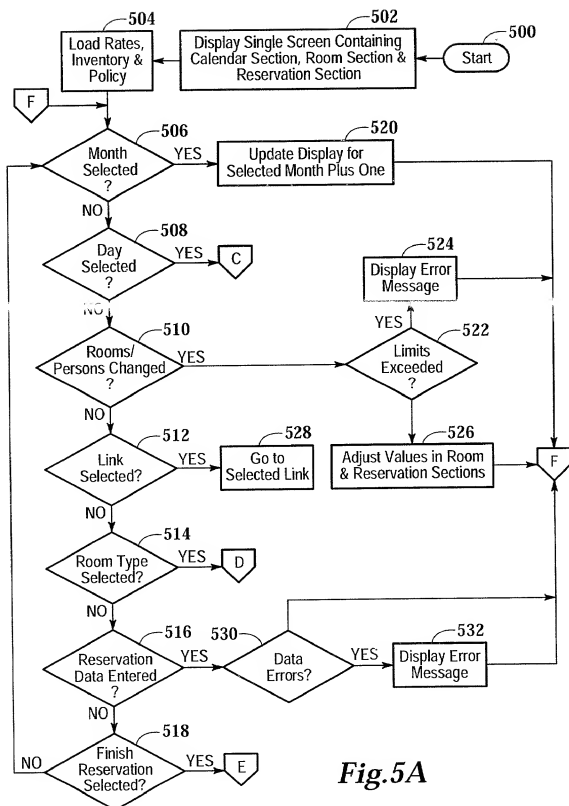 504
Load Rates,
Inventory &
Policy
502
Display Single Screen Containing
Calendar Section, Room Section &
Reservation Section
500
Start
F
506
Month
Selected
?
YES
NO
520
Update Display for
Selected Month Plus One
508
Day
Selected
?
YES
C
NO
524
Display Error
Message
YES
510
Rooms/
Persons Changed
?
YES
NO
522
Limits
Exceeded
?
512
Link
Selected?
YES
NO
528
Go to
Selected Link
526
Adjust Values in Room
& Reservation Sections
F
514
Room Type
Selected?
YES
D
NO
516
Reservation
Data Entered
?
YES
NO
530
Data
Errors?
YES
532
Display Error
Message
518
Finish
Reservation
Selected?
NO
YES
E
Fig.5A